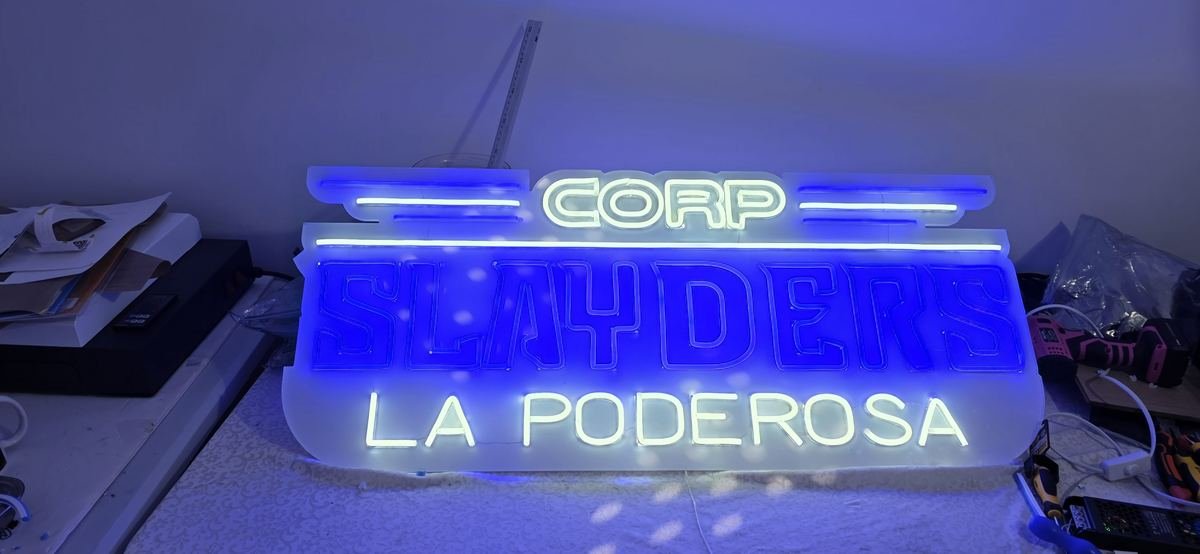 CORP
SLAYDERS
LA PODEROSA